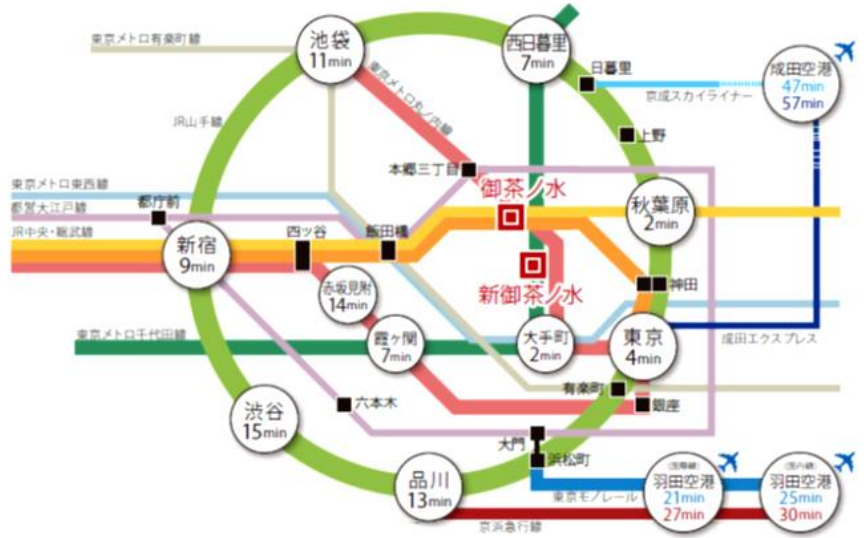 東京メトロ有楽町線
池袋
11min
西日暮里
7min
日暮里
成田空港
47min
57min
京成スカイライナー
東京メトロ丸ノ内線
JR山手線
上野
本郷三丁目
御茶ノ水
東京メトロ東西線
都営大江戸線
都庁前
JR中央・総武線
新宿
9min
四ツ谷
飯田橋
秋葉原
2min
新御茶ノ水
神田
赤坂見附
14min
東京メトロ千代田線
霞ヶ関
7min
大手町
2min
東京
4min
成田エクスプレス
有楽町
銀座
六本木
渋谷
15min
大門
浜松町
品川
13min
東京モノレール
京浜急行線
(国際線)
羽田空港
21min
27min
(国内線)
羽田空港
25min
30min